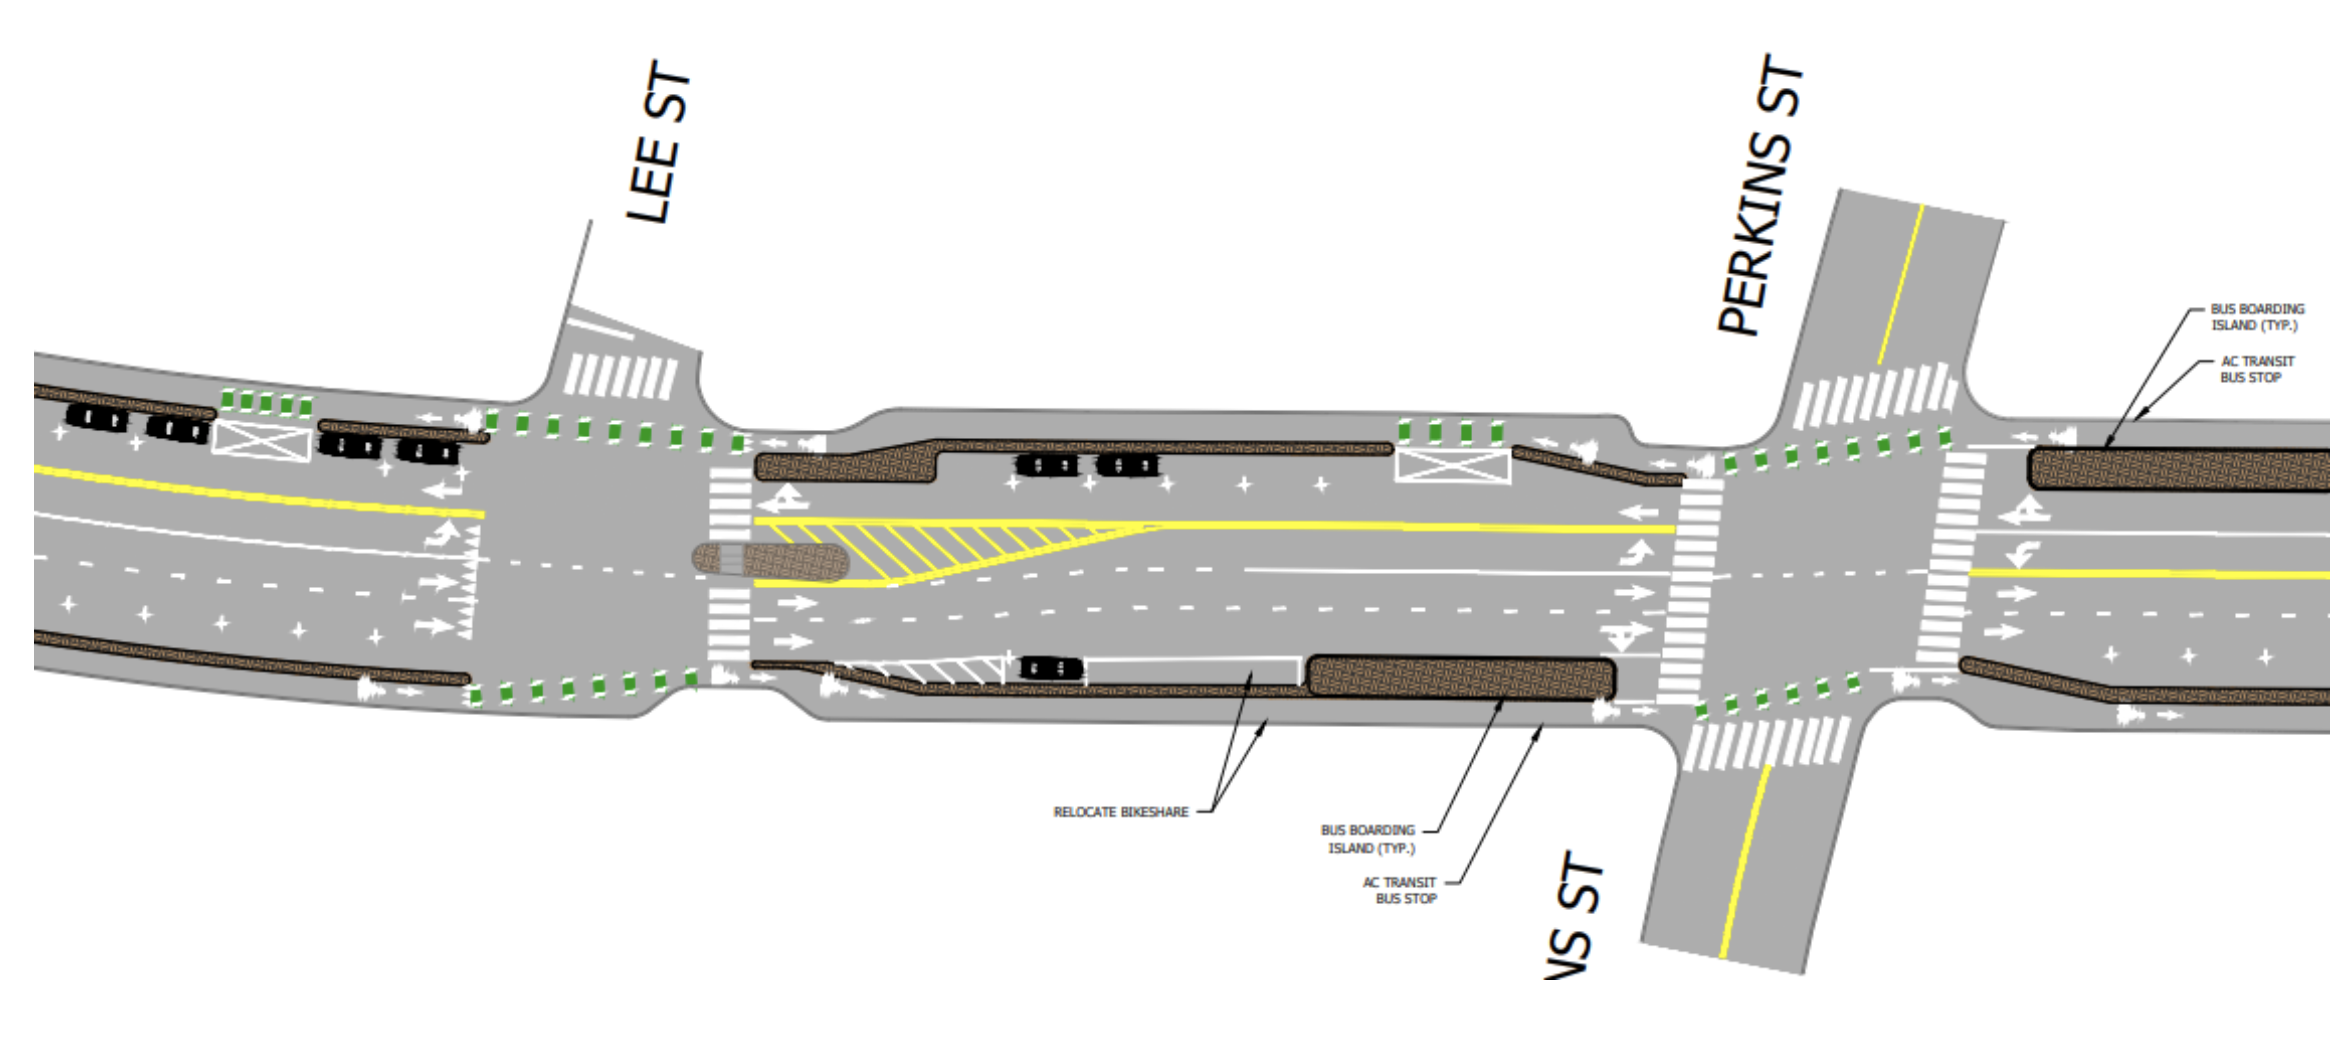 LEE ST
PERKINS ST
BUS BOARDING
ISLAND (TYP.)
AC TRANSIT
BUS STOP
RELOCATE BIKESHARE
BUS BOARDING
ISLAND (TYP.)
AC TRANSIT
BUS STOP
NS ST